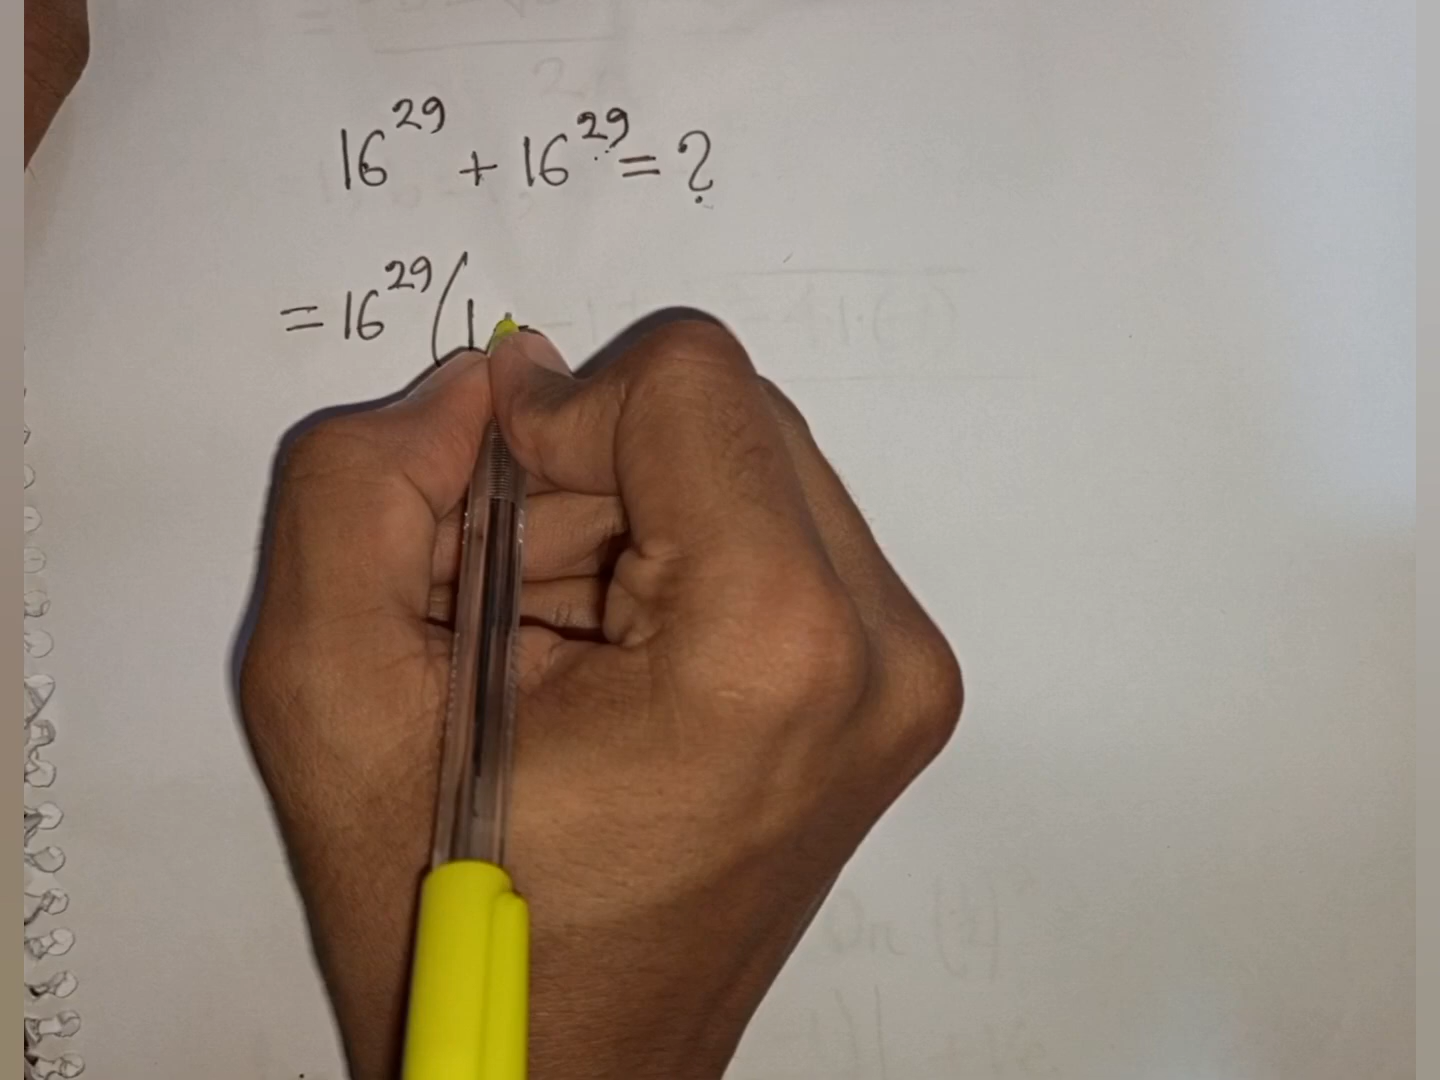 16^29 + 16^29 = ?
= 16^29 (1